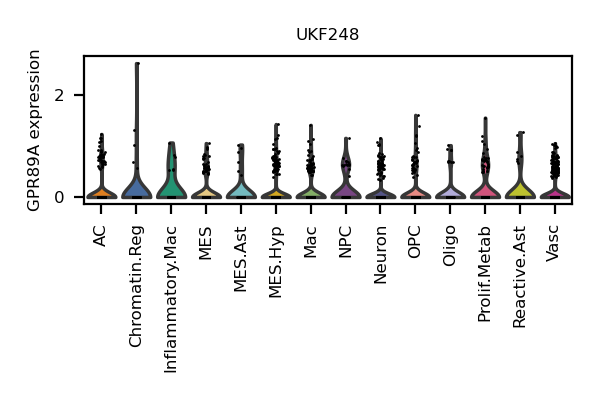 UKF248
GPR89A expression
2
0
AC
Chromatin.Reg
Inflammatory.Mac
MES
MES.Ast
MES.Hyp
Mac
NPC
Neuron
OPC
Oligo
Prolif.Metab
Reactive.Ast
Vasc